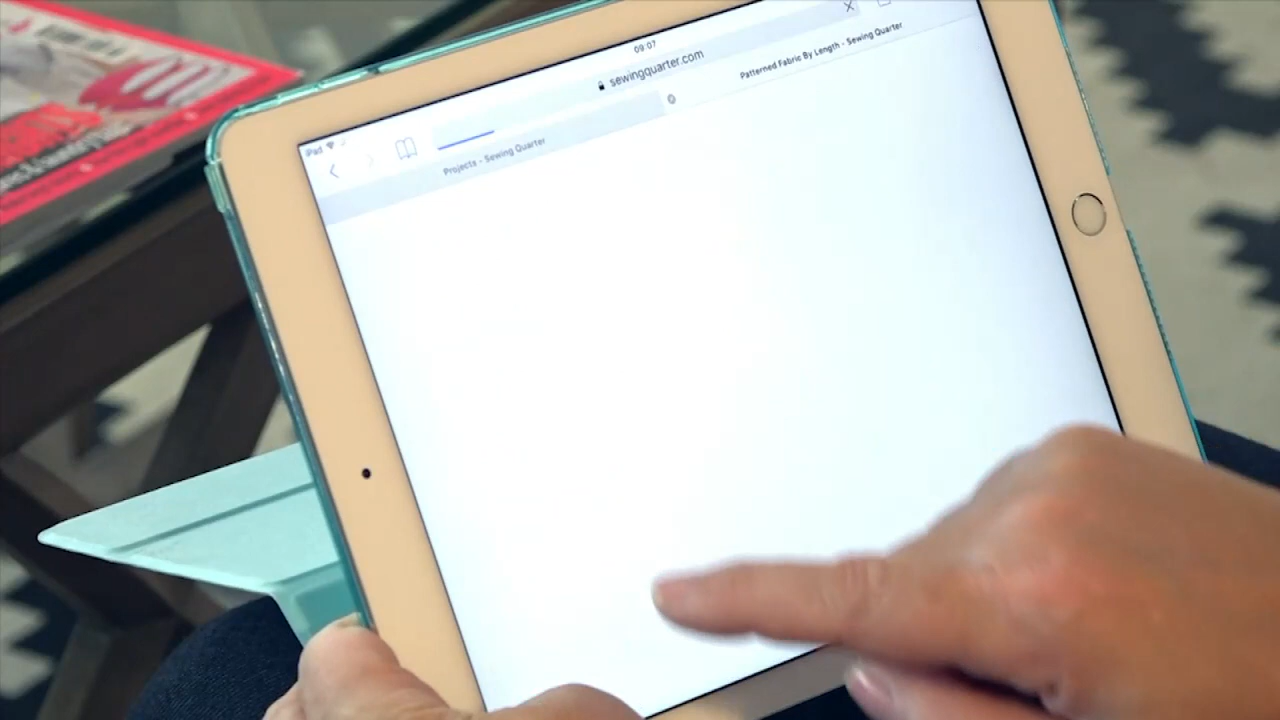 09:07
iPad
sewingquarter.com
Projects - Sewing Quarter
Patterned Fabric By Length - Sewing Quarter